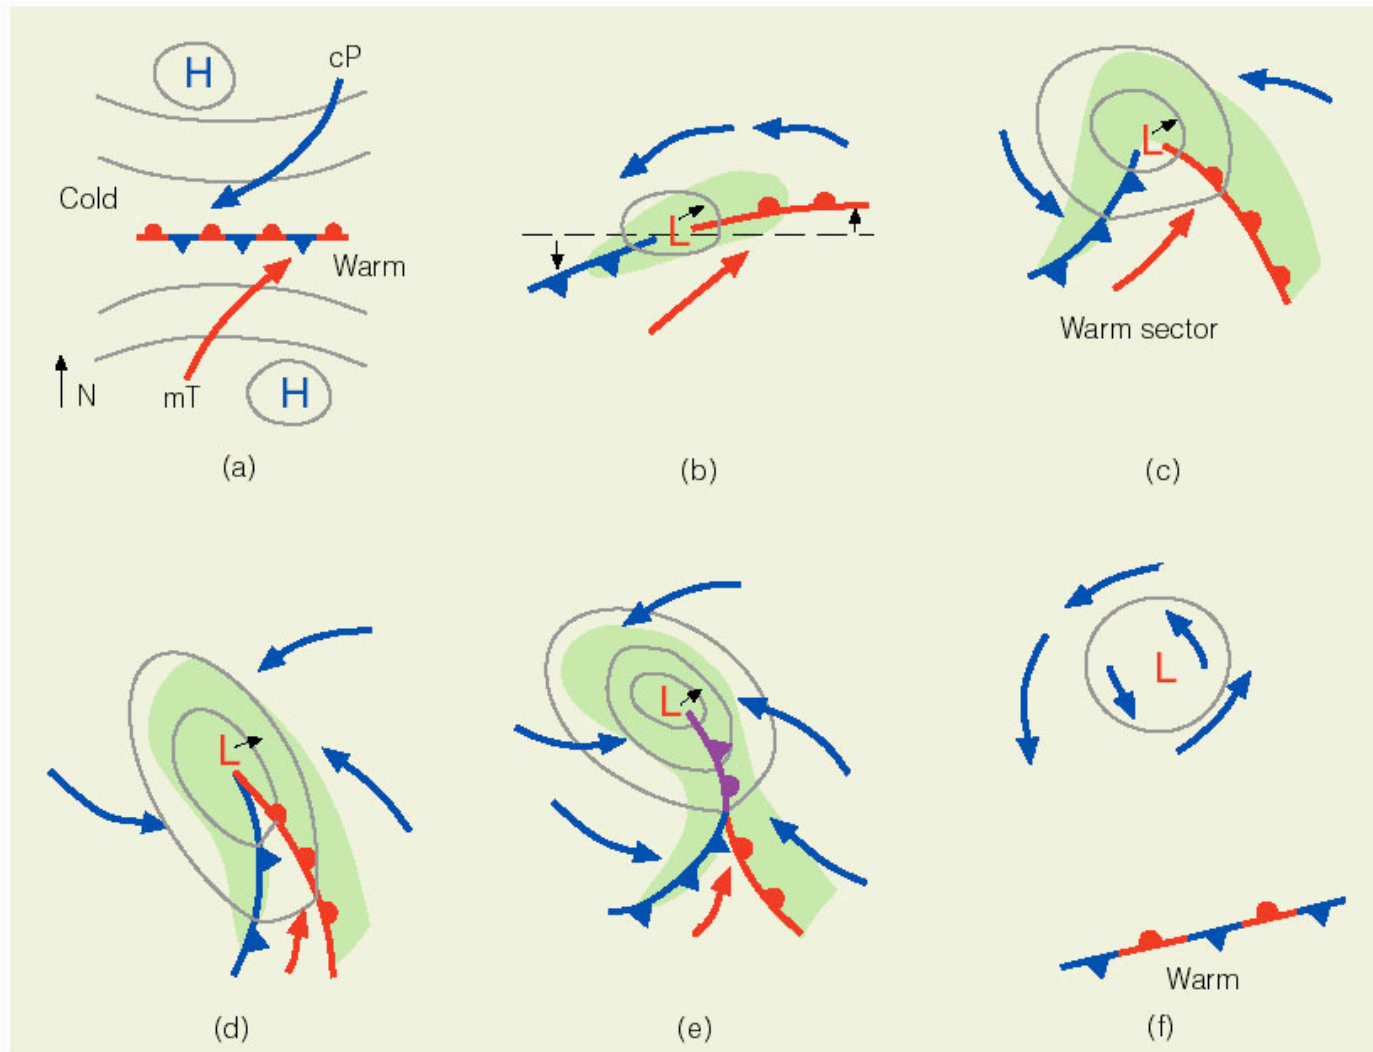 H
cP
Cold
Warm
N
mT
H
(a)
L
(b)
L
Warm sector
(c)
L
(d)
L
(e)
L
Warm
(f)